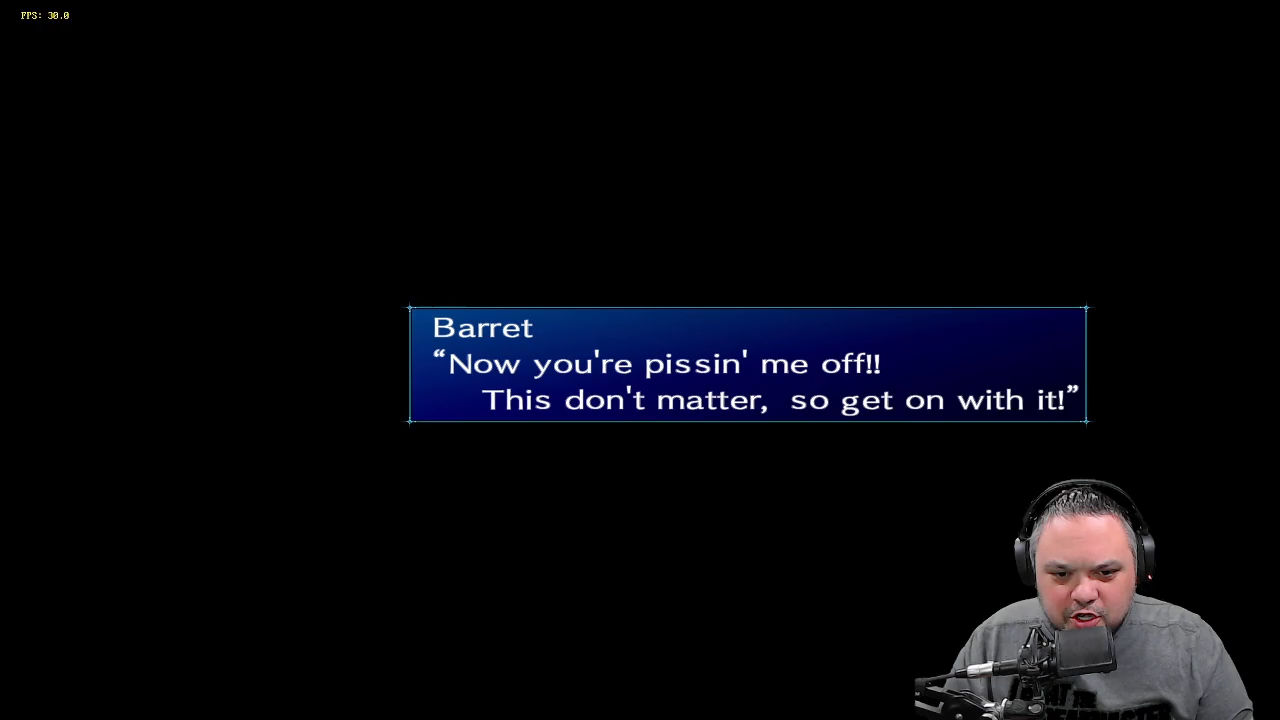 FPS: 30.0
Barret
“Now you're pissin' me off!!
This don't matter, so get on with it!”